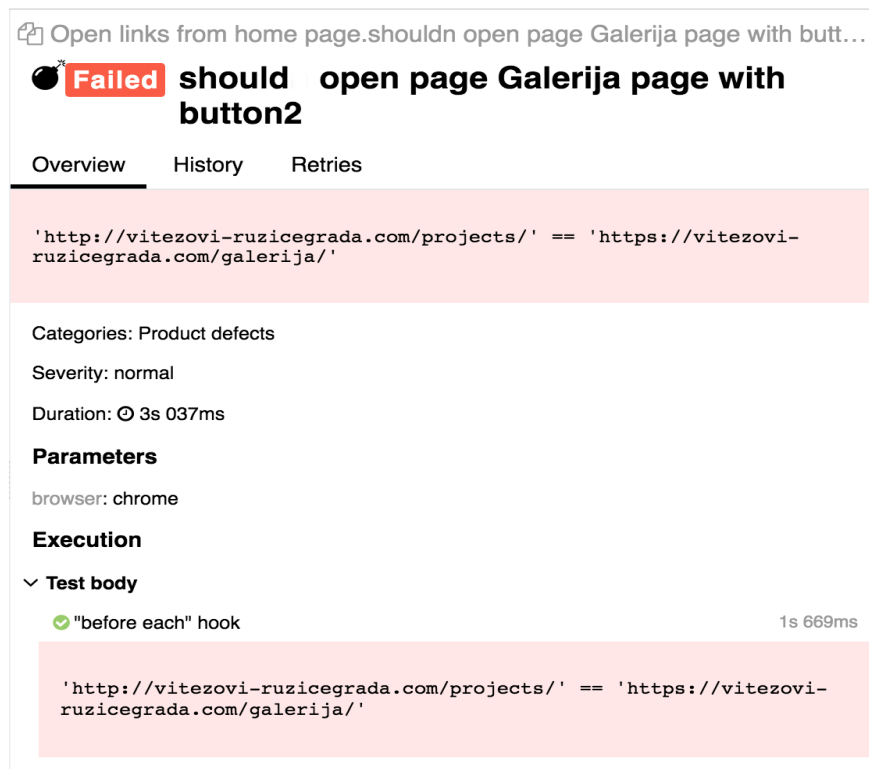 Open links from home page.shouldn open page Galerija page with butt...
Failed should open page Galerija page with
button2
Overview History Retries
'http://vitezovi-ruzicegrada.com/projects/' == 'https://vitezovi-
ruzicegrada.com/galerija/'
Categories: Product defects
Severity: normal
Duration: 3s 037ms
Parameters
browser: chrome
Execution
Test body
"before each" hook 1s 669ms
'http://vitezovi-ruzicegrada.com/projects/' == 'https://vitezovi-
ruzicegrada.com/galerija/'